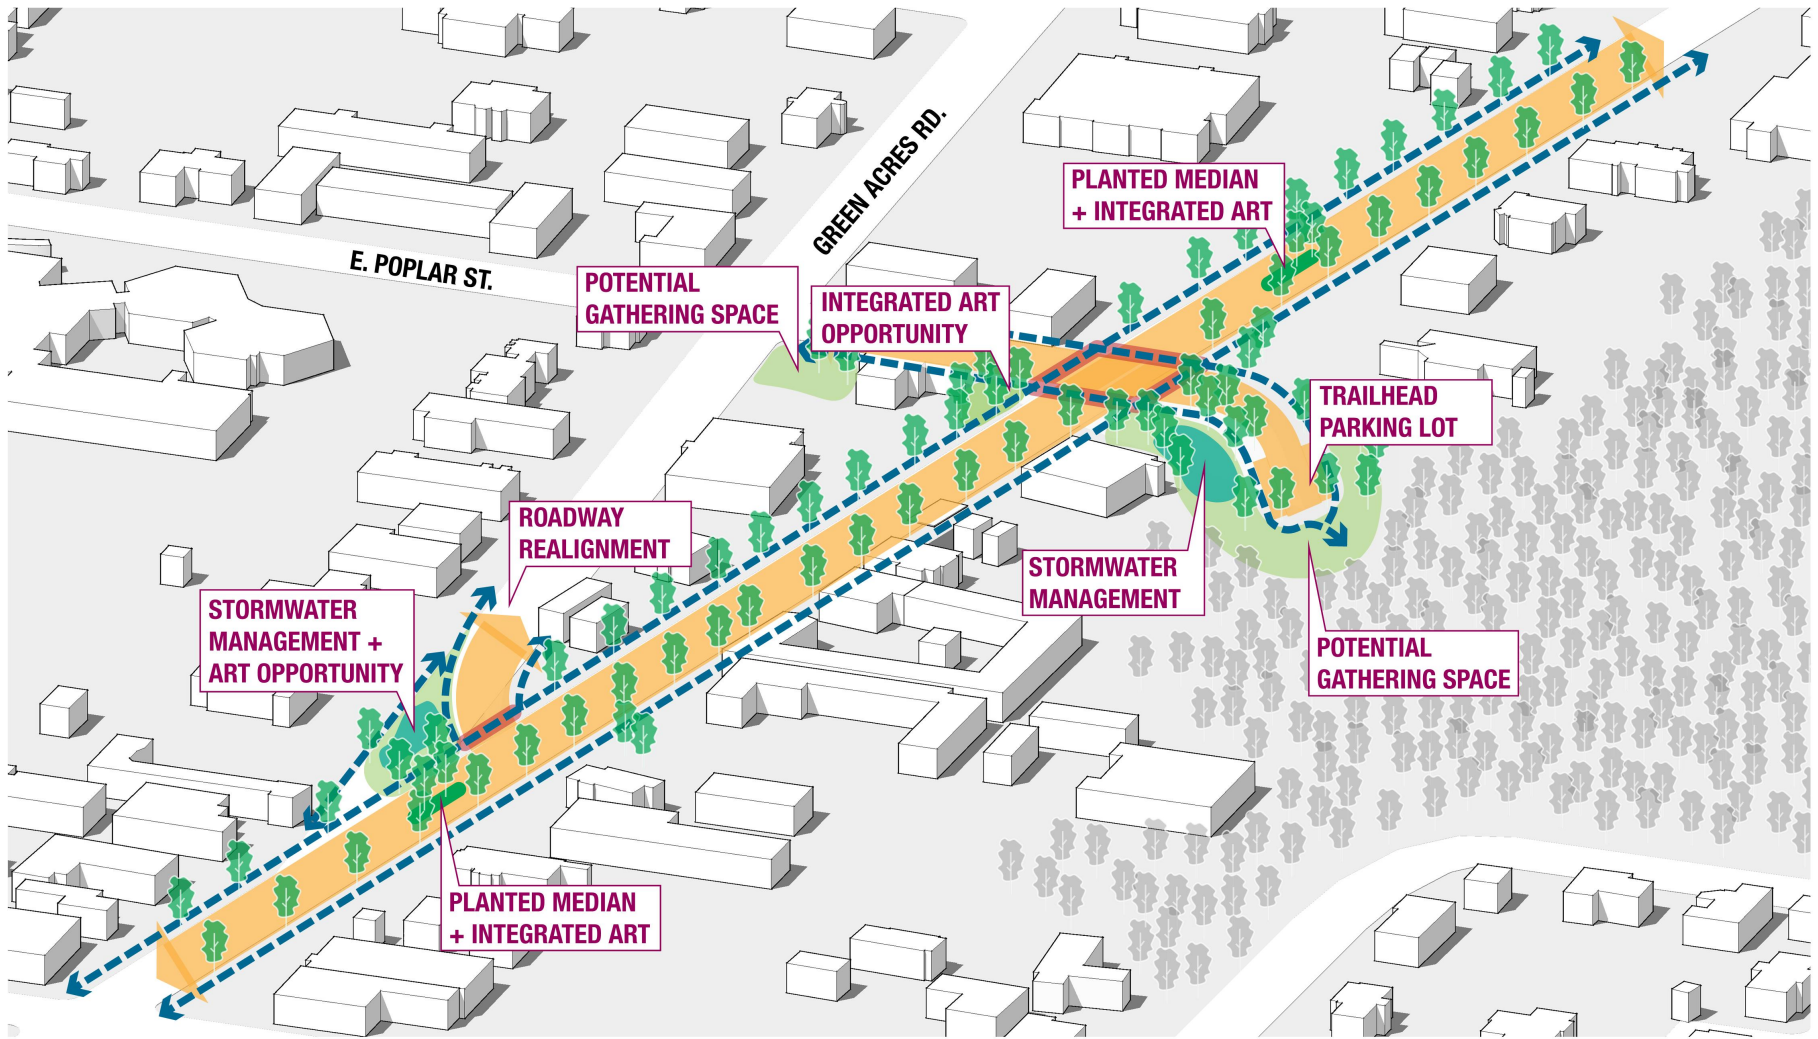 GREEN ACRES RD.
PLANTED MEDIAN
+ INTEGRATED ART
E. POPLAR ST.
POTENTIAL
GATHERING SPACE
INTEGRATED ART
OPPORTUNITY
TRAILHEAD
PARKING LOT
ROADWAY
REALIGNMENT
STORMWATER
MANAGEMENT
STORMWATER
MANAGEMENT +
ART OPPORTUNITY
POTENTIAL
GATHERING SPACE
PLANTED MEDIAN
+ INTEGRATED ART